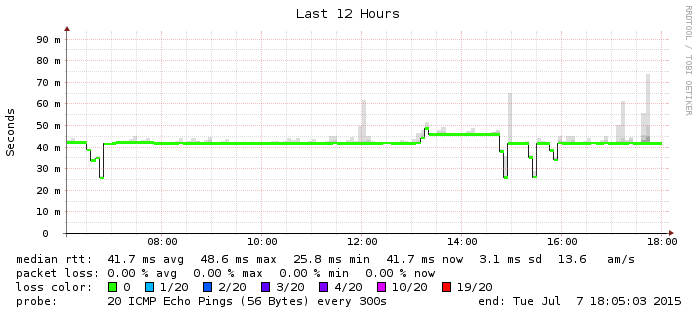 Last 12 Hours
RRDTOOL / TOBI OETIKER
Seconds
90 m
80 m
70 m
60 m
50 m
40 m
30 m
20 m
10 m
0
08:00 10:00 12:00 14:00 16:00 18:00
median rtt: 41.7 ms avg 48.6 ms max 25.8 ms min 41.7 ms now 3.1 ms sd 13.6 am/s
packet loss: 0.00 % avg 0.00 % max 0.00 % min 0.00 % now
loss color: 0 1/20 2/20 3/20 4/20 10/20 19/20
probe: 20 ICMP Echo Pings (56 Bytes) every 300s end: Tue Jul 7 18:05:03 2015